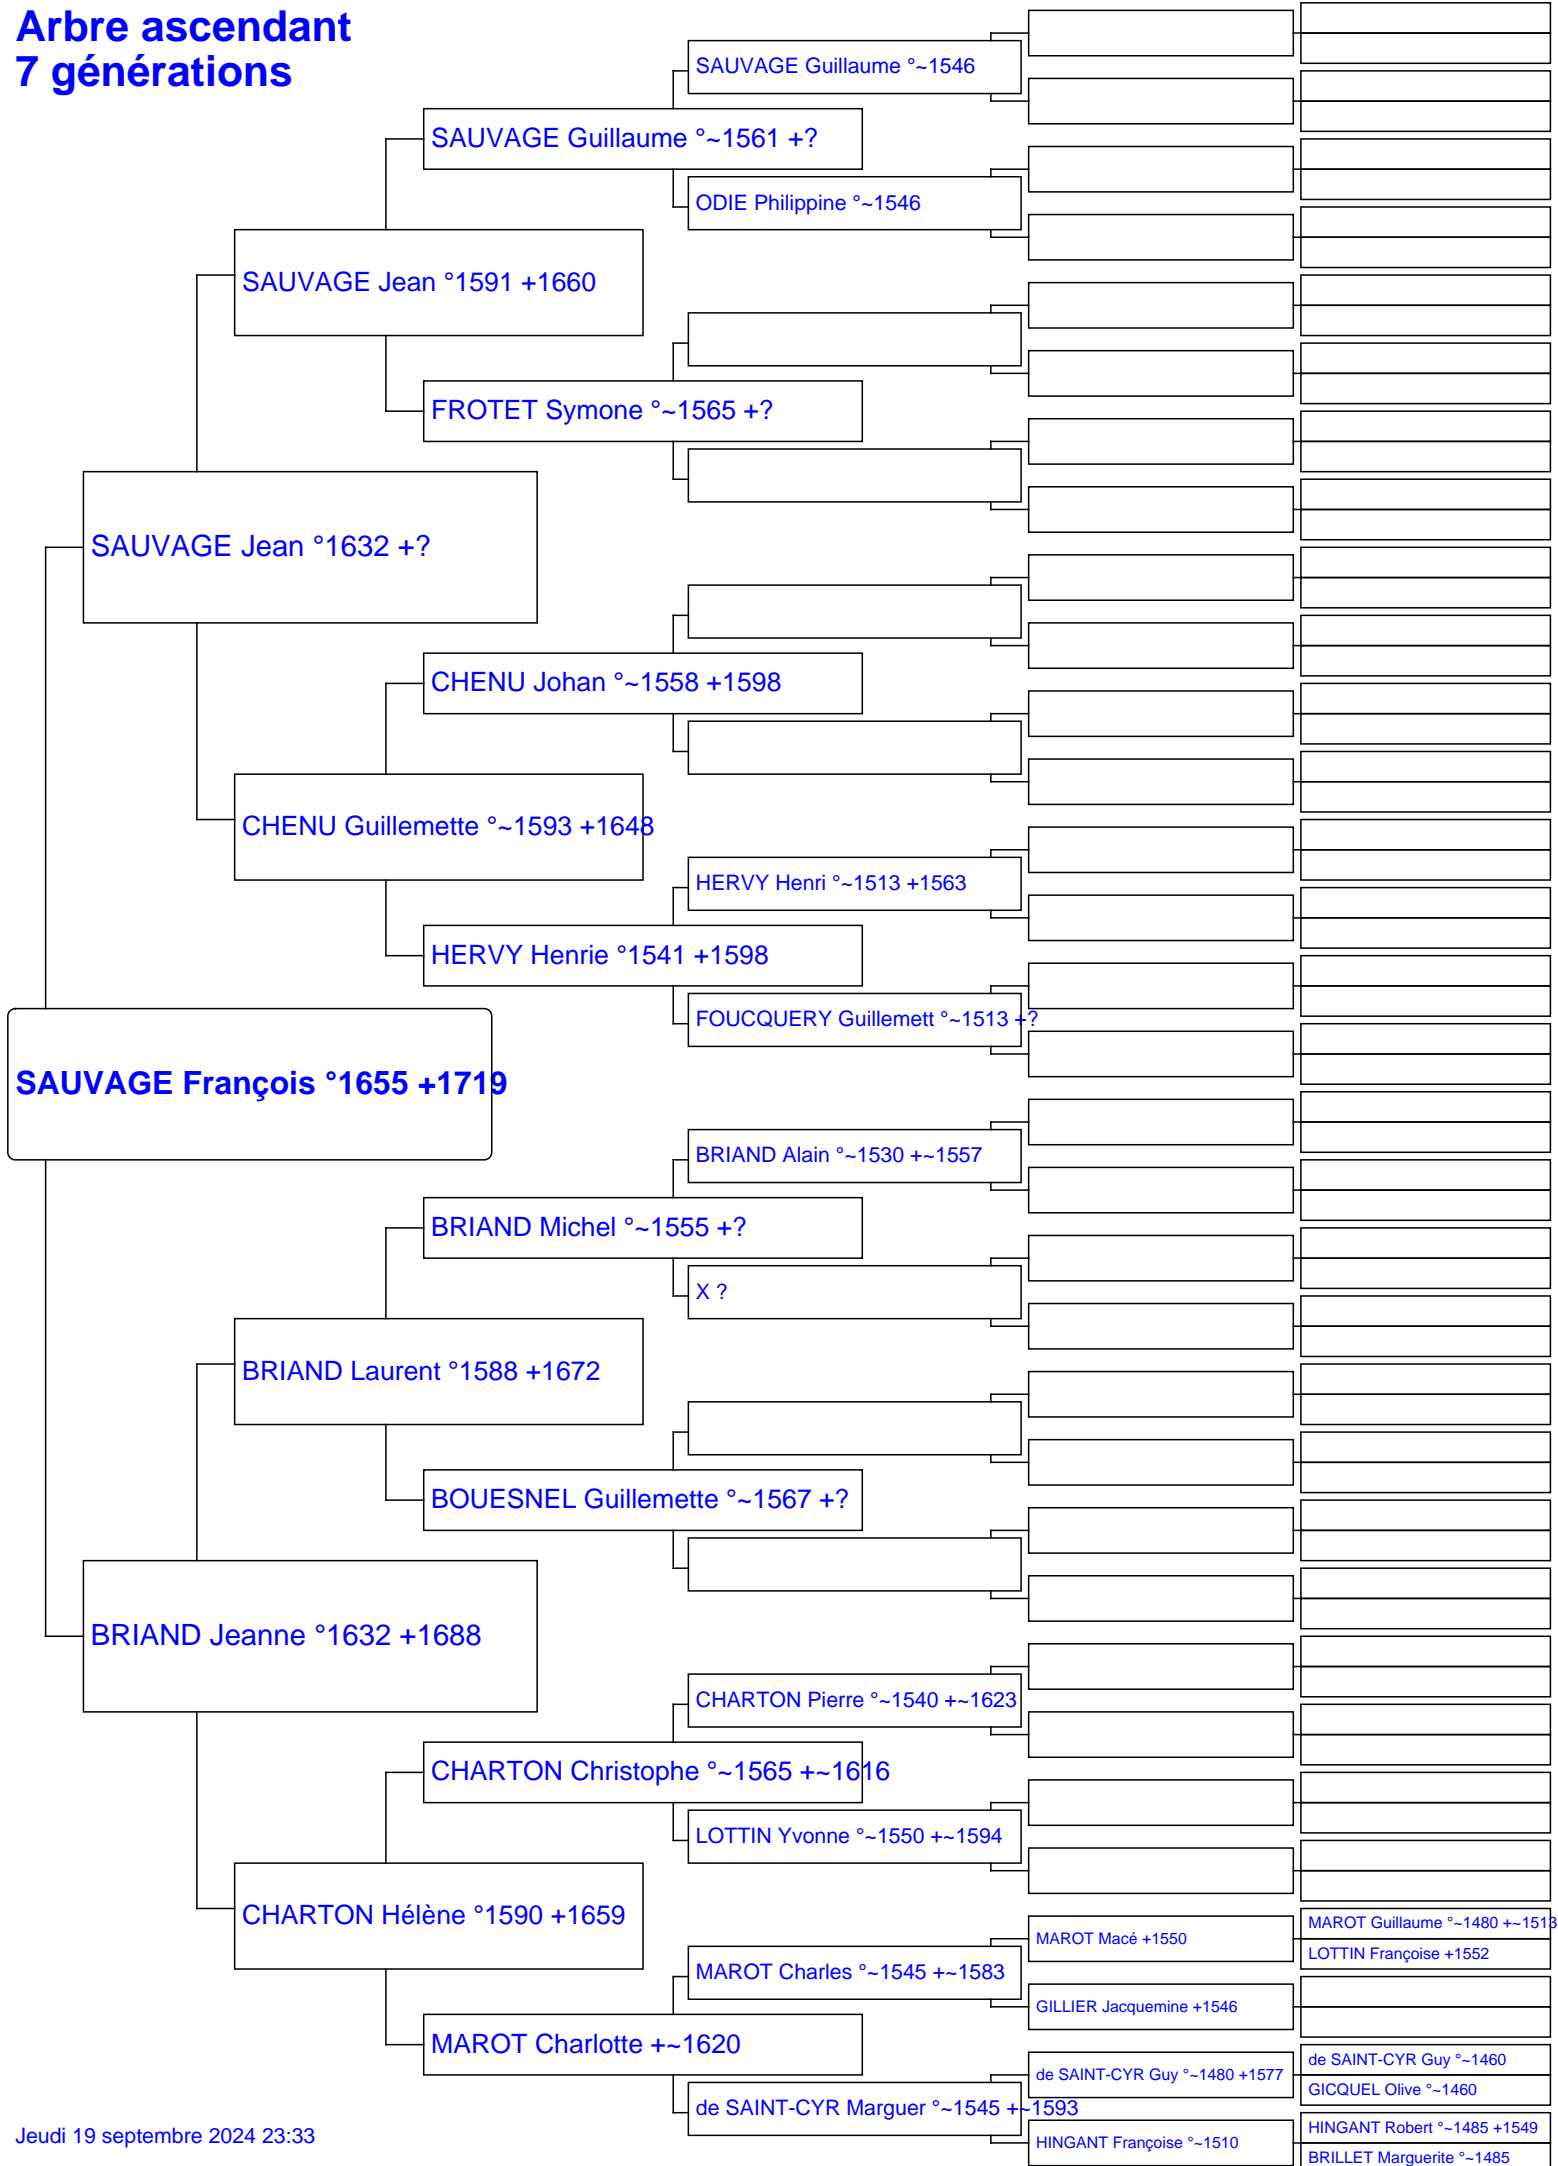 Arbre ascendant
7 générations
SAUVAGE Guillaume °~1546
SAUVAGE Guillaume °~1561 +?
ODIE Philippine °~1546
SAUVAGE Jean °1591 +1660
FROTET Symone °~1565 +?
SAUVAGE Jean °1632 +?
CHENU Johan °~1558 +1598
CHENU Guillemette °~1593 +1648
HERVY Henri °~1513 +1563
HERVY Henrie °1541 +1598
FOUCQUERY Guillemett °~1513 +?
SAUVAGE François °1655 +1719
BRIAND Alain °~1530 +~1557
BRIAND Michel °~1555 +?
X ?
BRIAND Laurent °1588 +1672
BOUESNEL Guillemette °~1567 +?
BRIAND Jeanne °1632 +1688
CHARTON Pierre °~1540 +~1623
CHARTON Christophe °~1565 +~1616
LOTTIN Yvonne °~1550 +~1594
CHARTON Hélène °1590 +1659
MAROT Guillaume °~1480 +~1513
MAROT Macé +1550
LOTTIN Françoise +1552
MAROT Charles °~1545 +~1583
GILLIER Jacquemine +1546
MAROT Charlotte +~1620
de SAINT-CYR Guy °~1460
de SAINT-CYR Guy °~1480 +1577
GICQUEL Olive °~1460
de SAINT-CYR Marguer °~1545 +~1593
HINGANT Robert °~1485 +1549
HINGANT Françoise °~1510
BRILLET Marguerite °~1485
Jeudi 19 septembre 2024 23:33